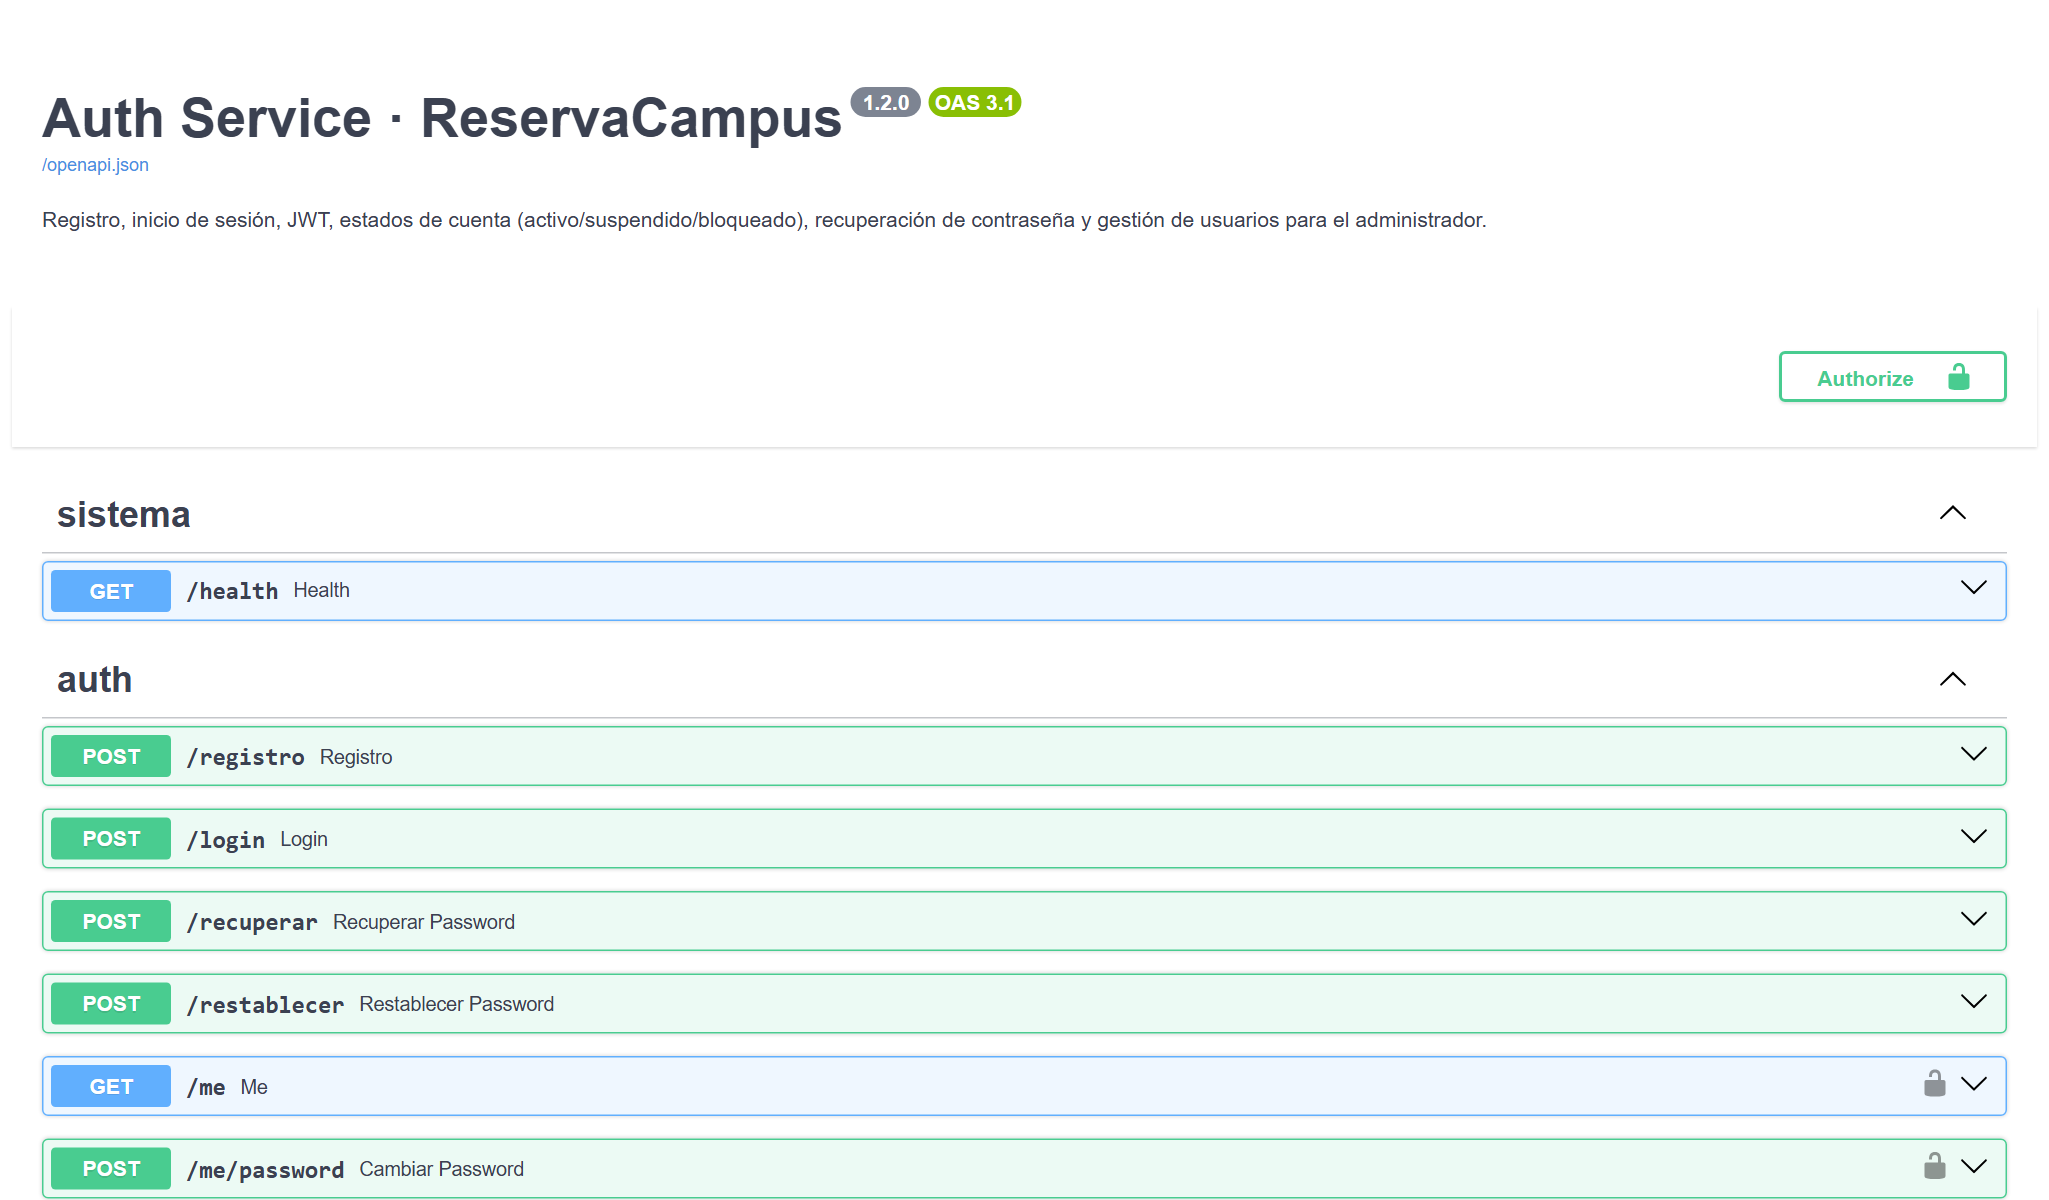 Auth Service · ReservaCampus 1.2.0 OAS 3.1
/openapi.json
Registro, inicio de sesión, JWT, estados de cuenta (activo/suspendido/bloqueado), recuperación de contraseña y gestión de usuarios para el administrador.
Authorize
sistema
GET /health Health
auth
POST /registro Registro
POST /login Login
POST /recuperar Recuperar Password
POST /restablecer Restablecer Password
GET /me Me
POST /me/password Cambiar Password